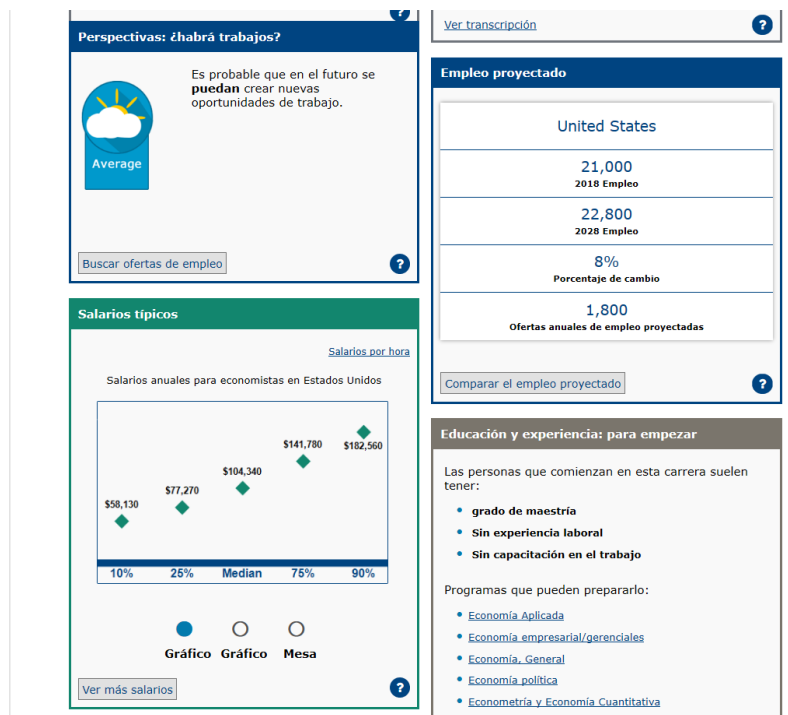 ?
Perspectivas: ¿habrá trabajos?
Es probable que en el futuro se
puedan crear nuevas
oportunidades de trabajo.
Average
Buscar ofertas de empleo
?
Salarios típicos
Salarios por hora
Salarios anuales para economistas en Estados Unidos
$58,130
$77,270
$104,340
$141,780
$182,560
10% 25% Median 75% 90%
Gráfico Gráfico Mesa
Ver más salarios
?
Ver transcripción
?
Empleo proyectado
United States
21,000
2018 Empleo
22,800
2028 Empleo
8%
Porcentaje de cambio
1,800
Ofertas anuales de empleo proyectadas
Comparar el empleo proyectado
?
Educación y experiencia: para empezar
Las personas que comienzan en esta carrera suelen
tener:
grado de maestría
Sin experiencia laboral
Sin capacitación en el trabajo
Programas que pueden prepararlo:
Economía Aplicada
Economía empresarial/gerenciales
Economía, General
Economía política
Econometría y Economía Cuantitativa